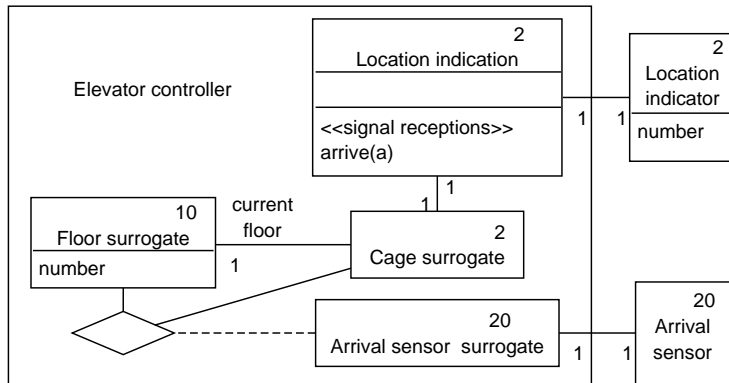 2
Location indication
Elevator controller
<<signal receptions>>
arrive(a)
1
1
2
Location
indicator
number
1
1
10
Floor surrogate
number
current
floor
1
2
Cage surrogate
20
Arrival sensor surrogate
1
1
20
Arrival
sensor